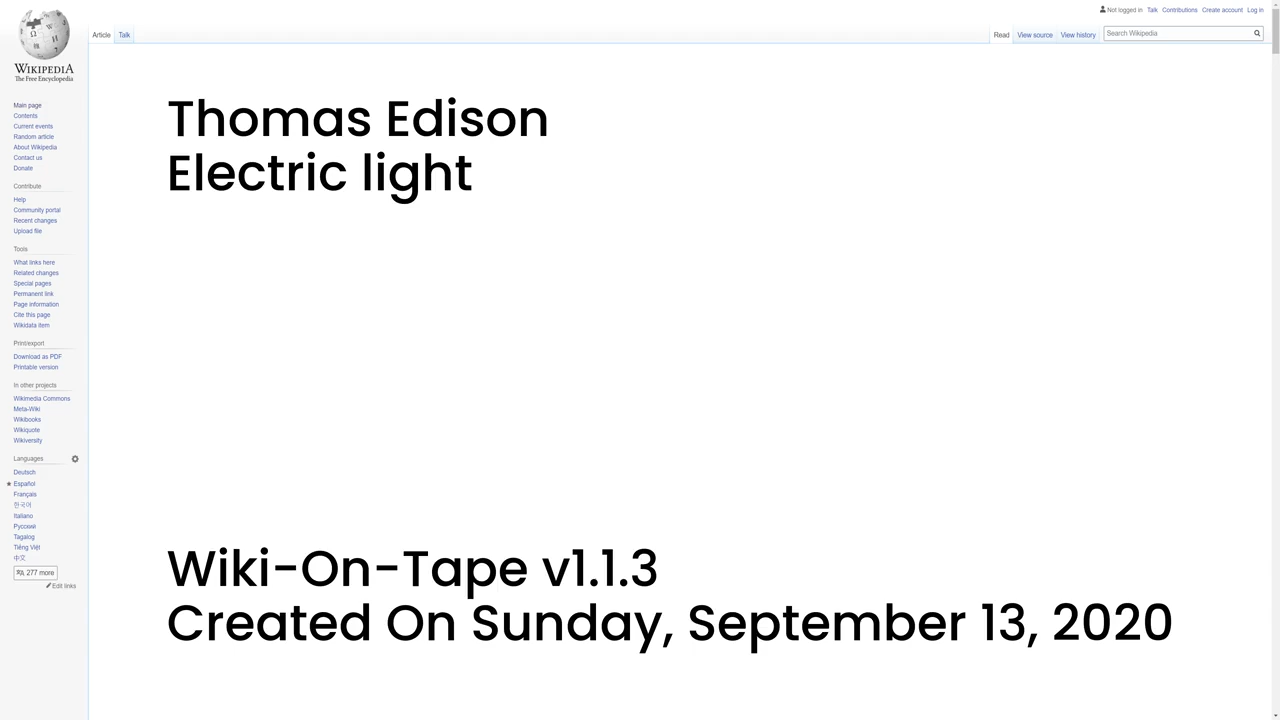 Not logged in Talk Contributions Create account Log in
Article Talk Read View source View history Search Wikipedia
WIKIPEDIA
The Free Encyclopedia
Main page
Contents
Current events
Random article
About Wikipedia
Contact us
Donate
Contribute
Help
Community portal
Recent changes
Upload file
Tools
What links here
Related changes
Special pages
Permanent link
Page information
Cite this page
Wikidata item
Print/export
Download as PDF
Printable version
In other projects
Wikimedia Commons
Meta-Wiki
Wikibooks
Wikiquote
Wikiversity
Languages
Deutsch
Español
Français
한국어
Italiano
Русский
Tagalog
Tiếng Việt
中文
277 more
Edit links
Thomas Edison
Electric light
Wiki-On-Tape v1.1.3
Created On Sunday, September 13, 2020